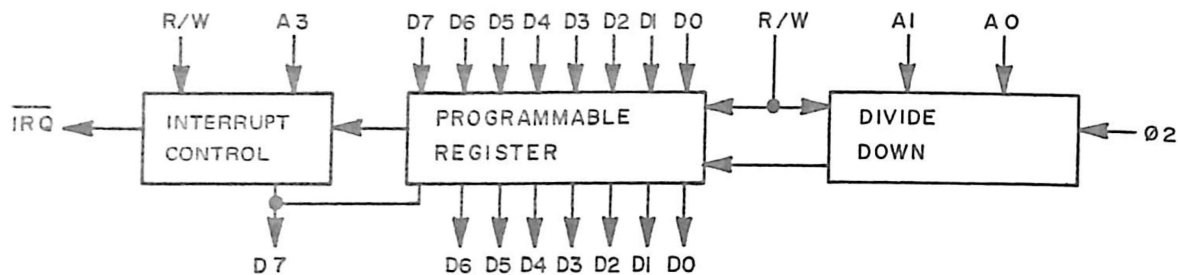 R/W A3 D7 D6 D5 D4 D3 D2 D1 D0 R/W A1 A0
IRQ INTERRUPT PROGRAMMABLE DIVIDE
CONTROL REGISTER DOWN Ø2
D7 D6 D5 D4 D3 D2 D1 D0